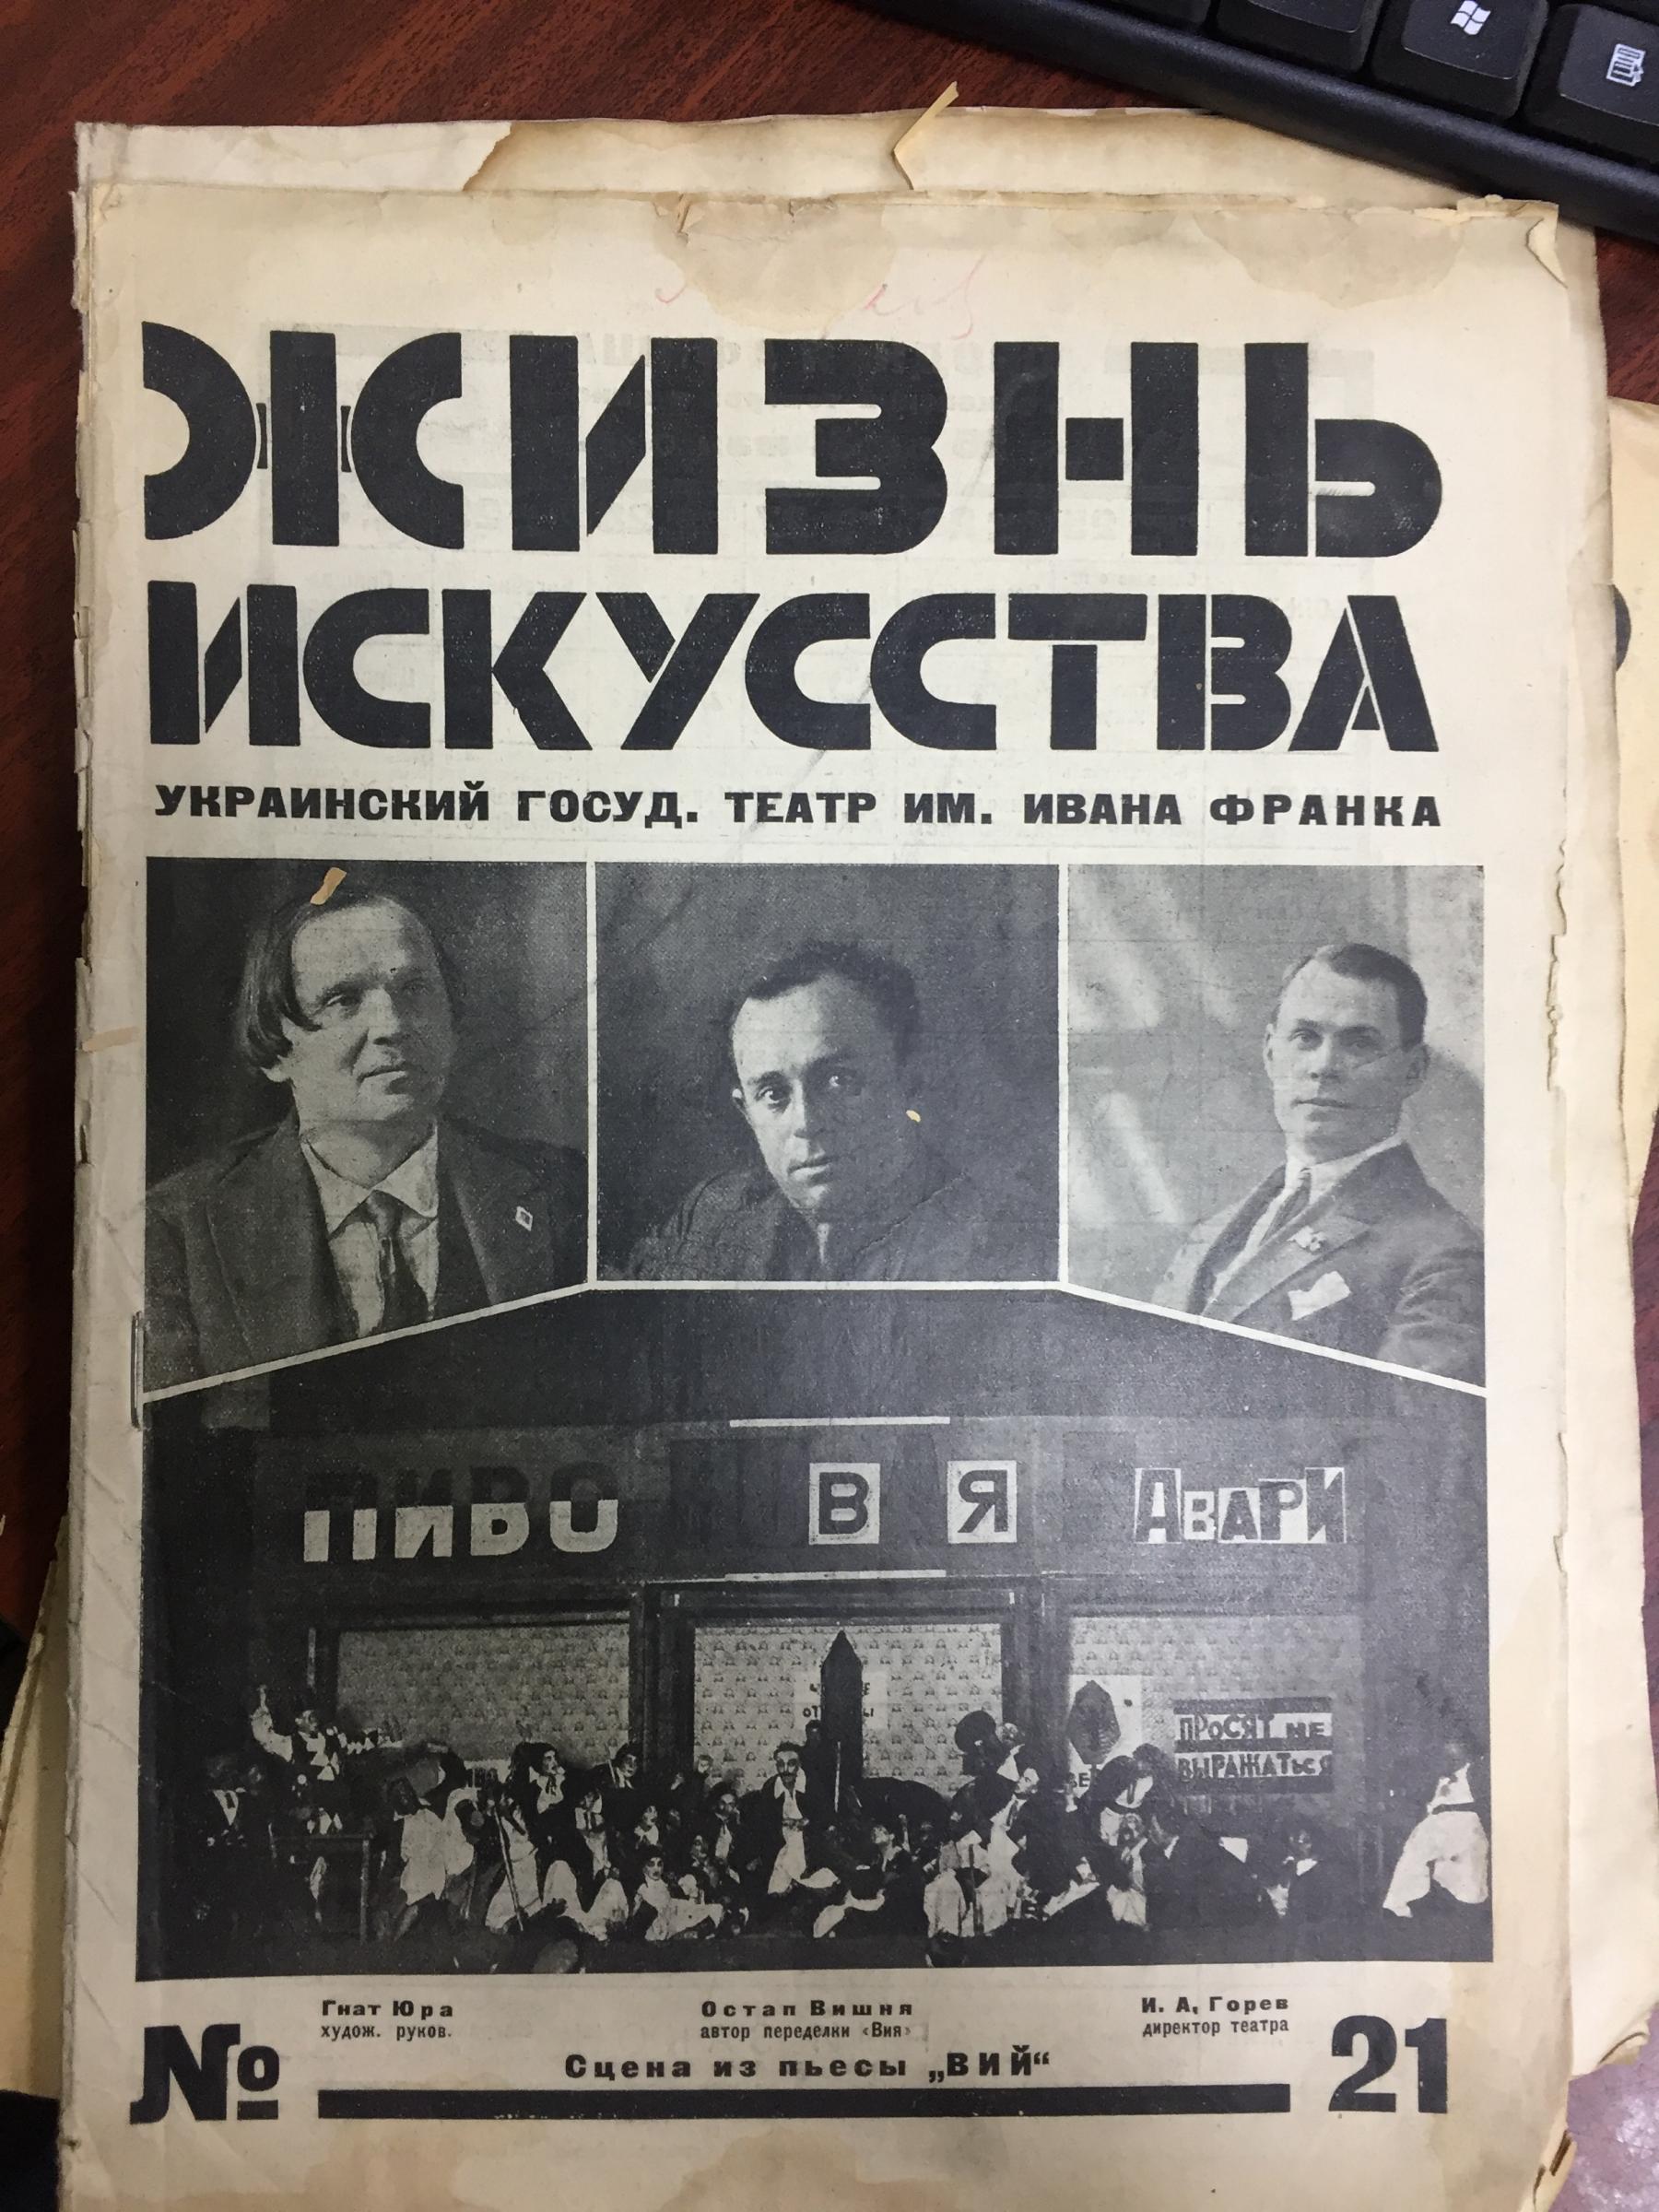 ЖИЗНЬ
ИСКУССТВА
УКРАИНСКИЙ ГОСУД. ТЕАТР ИМ. ИВАНА ФРАНКА
ПИВО В Я АВАРИ
ПРОСЯТ НЕ
ВЫРАЖАТЬСЯ
Гнат Юра
худож. руков.
Остап Вишня
автор переделки «Вия»
И. А. Горев
директор театра
Сцена из пьесы „ВИЙ“
№ 21